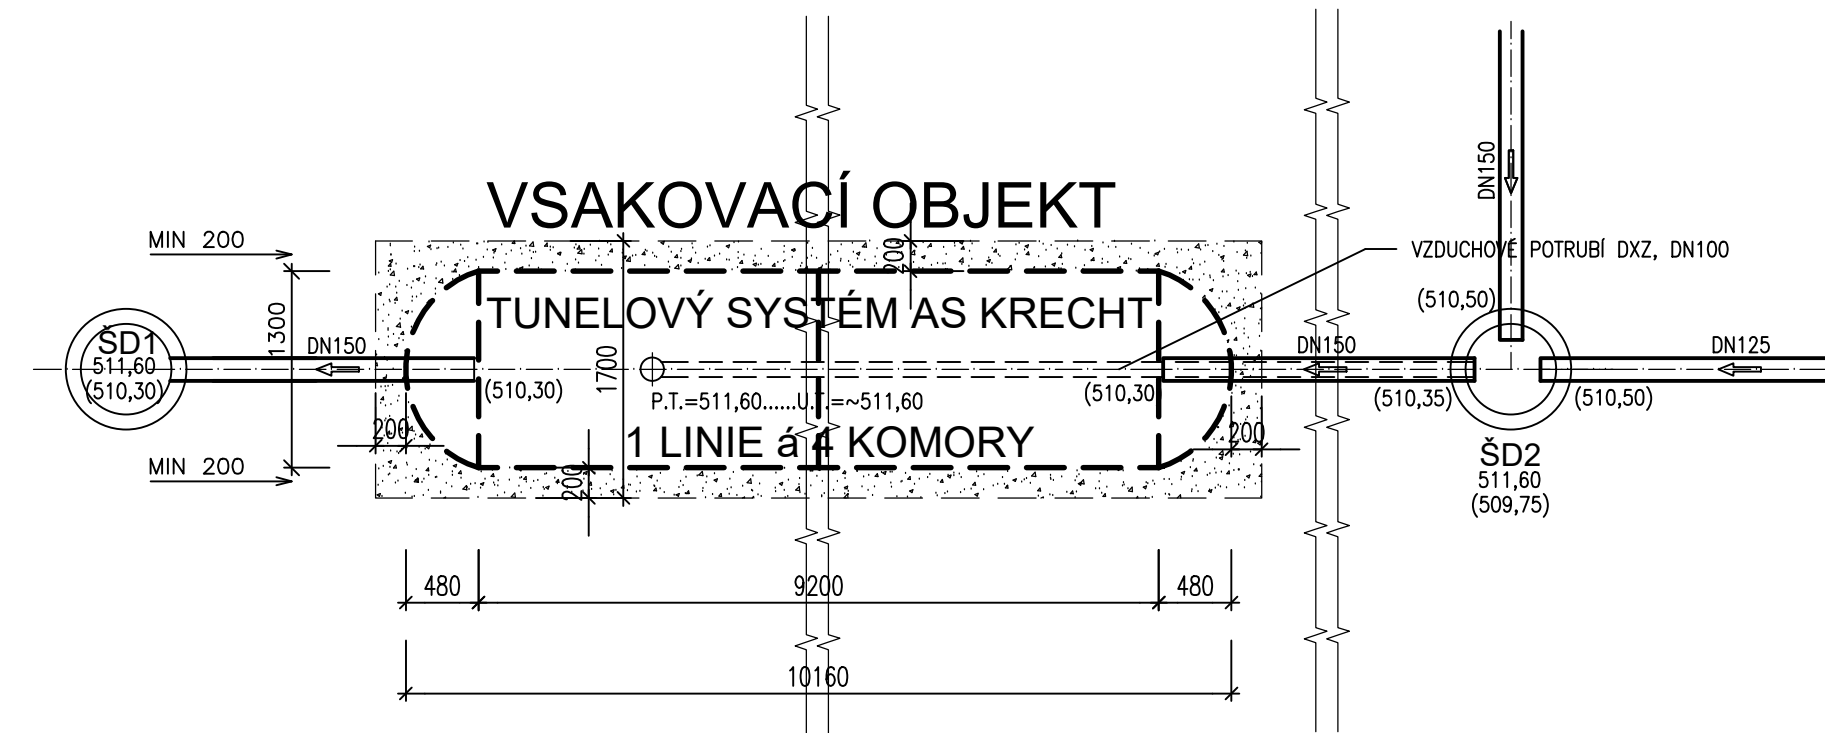 VSAKOVACÍ OBJEKT
MIN 200
200
DN150
VZDUCHOVÉ POTRUBÍ DXZ, DN100
TUNELOVÝ SYSTÉM AS KRECHT
(510,50)
1300
ŠD1
511,60
(510,30)
DN150
(510,30)
1700
P.T.=511,60......U.T.=~511,60
(510,30)
DN150
(510,35)
DN125
(510,50)
200
1 LINIE á 4 KOMORY
200
MIN 200
200
ŠD2
511,60
(509,75)
480
9200
480
10160